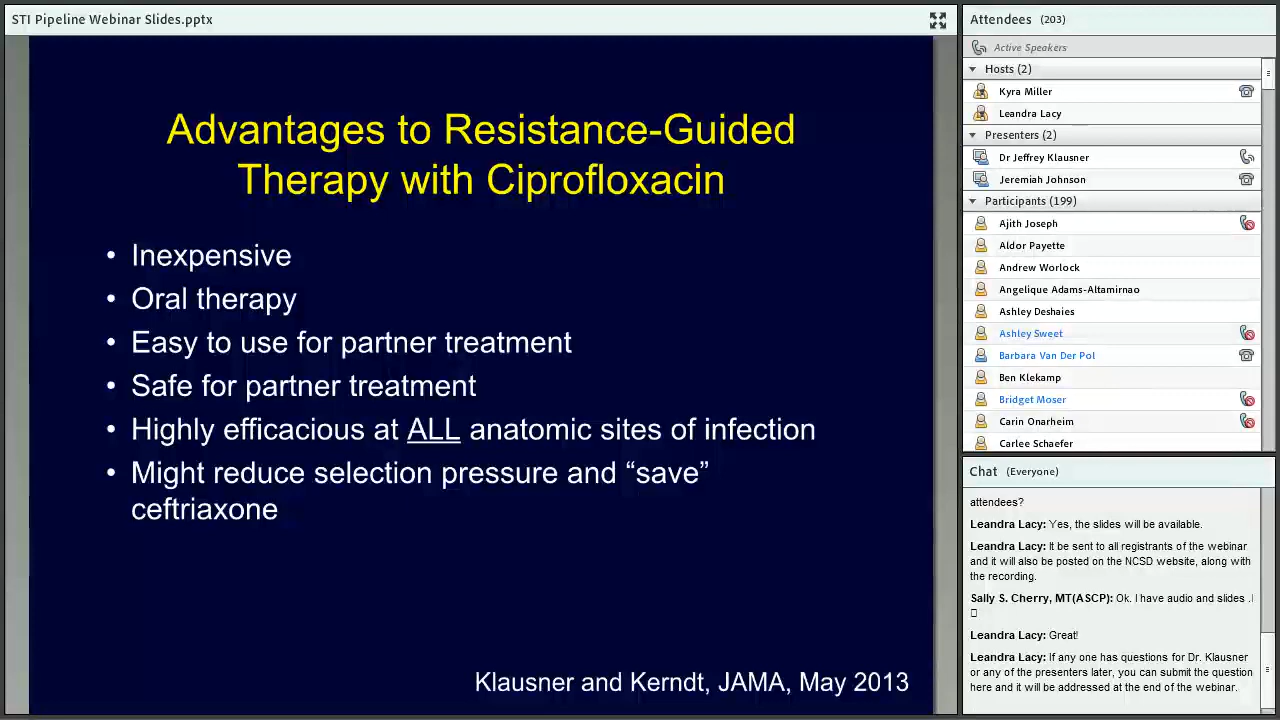 STI Pipeline Webinar Slides.pptx
Advantages to Resistance-Guided
Therapy with Ciprofloxacin
• Inexpensive
• Oral therapy
• Easy to use for partner treatment
• Safe for partner treatment
• Highly efficacious at ALL anatomic sites of infection
• Might reduce selection pressure and “save”
ceftriaxone
Klausner and Kerndt, JAMA, May 2013
Attendees (203)
Active Speakers
Hosts (2)
Kyra Miller
Leandra Lacy
Presenters (2)
Dr Jeffrey Klausner
Jeremiah Johnson
Participants (199)
Ajith Joseph
Aldor Payette
Andrew Worlock
Angelique Adams-Altamirnao
Ashley Deshaies
Ashley Sweet
Barbara Van Der Pol
Ben Klekamp
Bridget Moser
Carin Onarheim
Carlee Schaefer
Chat (Everyone)
attendees?
Leandra Lacy: Yes, the slides will be available.
Leandra Lacy: It be sent to all registrants of the webinar
and it will also be posted on the NCSD website, along with
the recording.
Sally S. Cherry, MT(ASCP): Ok. I have audio and slides .
Leandra Lacy: Great!
Leandra Lacy: If any one has questions for Dr. Klausner
or any of the presenters later, you can submit the question
here and it will be addressed at the end of the webinar.